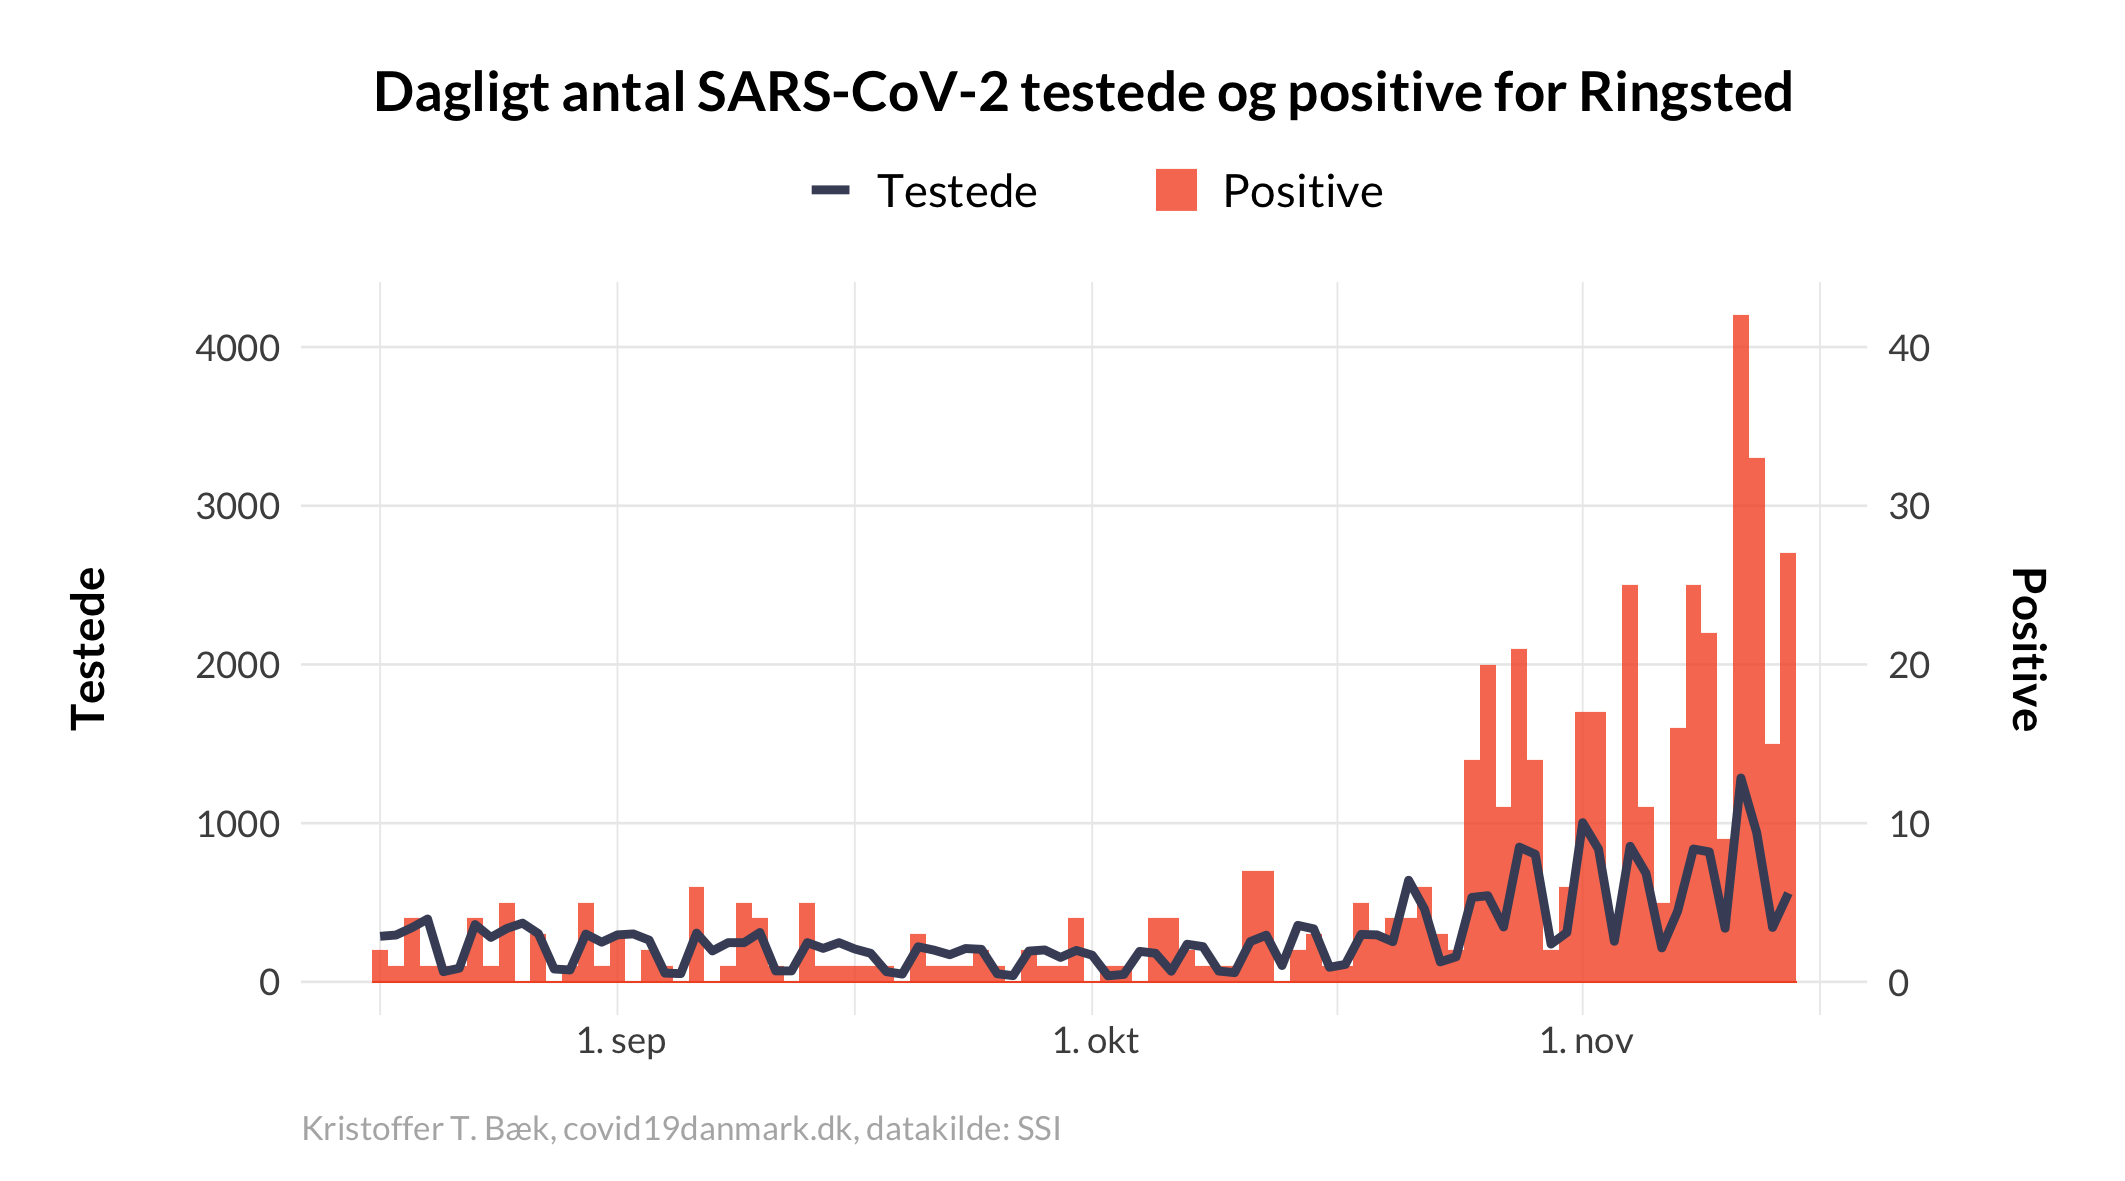 Dagligt antal SARS-CoV-2 testede og positive for Ringsted
Testede Positive
4000 40
3000 30
2000 20
1000 10
0 0
Testede
Positive
1. sep 1. okt 1. nov
Kristoffer T. Bæk, covid19danmark.dk, datakilde: SSI